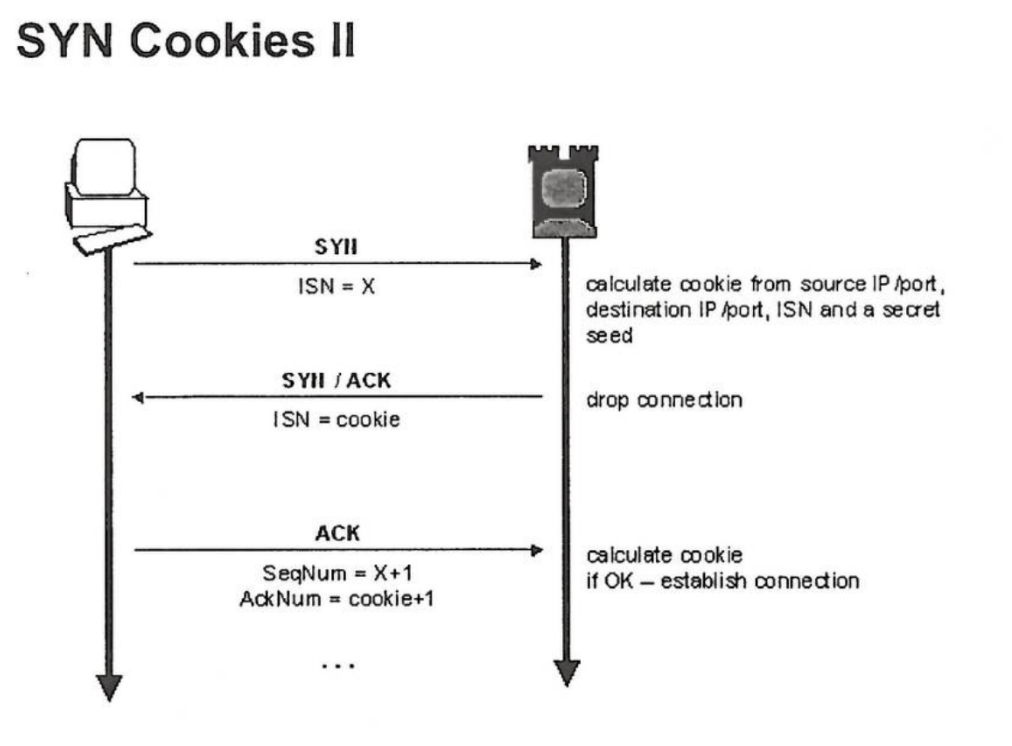 SYN Cookies II
SYN
ISN = X
calculate cookie from source IP/port,
destination IP/port, ISN and a secret
seed
SYN / ACK
ISN = cookie
drop connection
ACK
SeqNum = X+1
AckNum = cookie+1
calculate cookie
if OK – establish connection
...